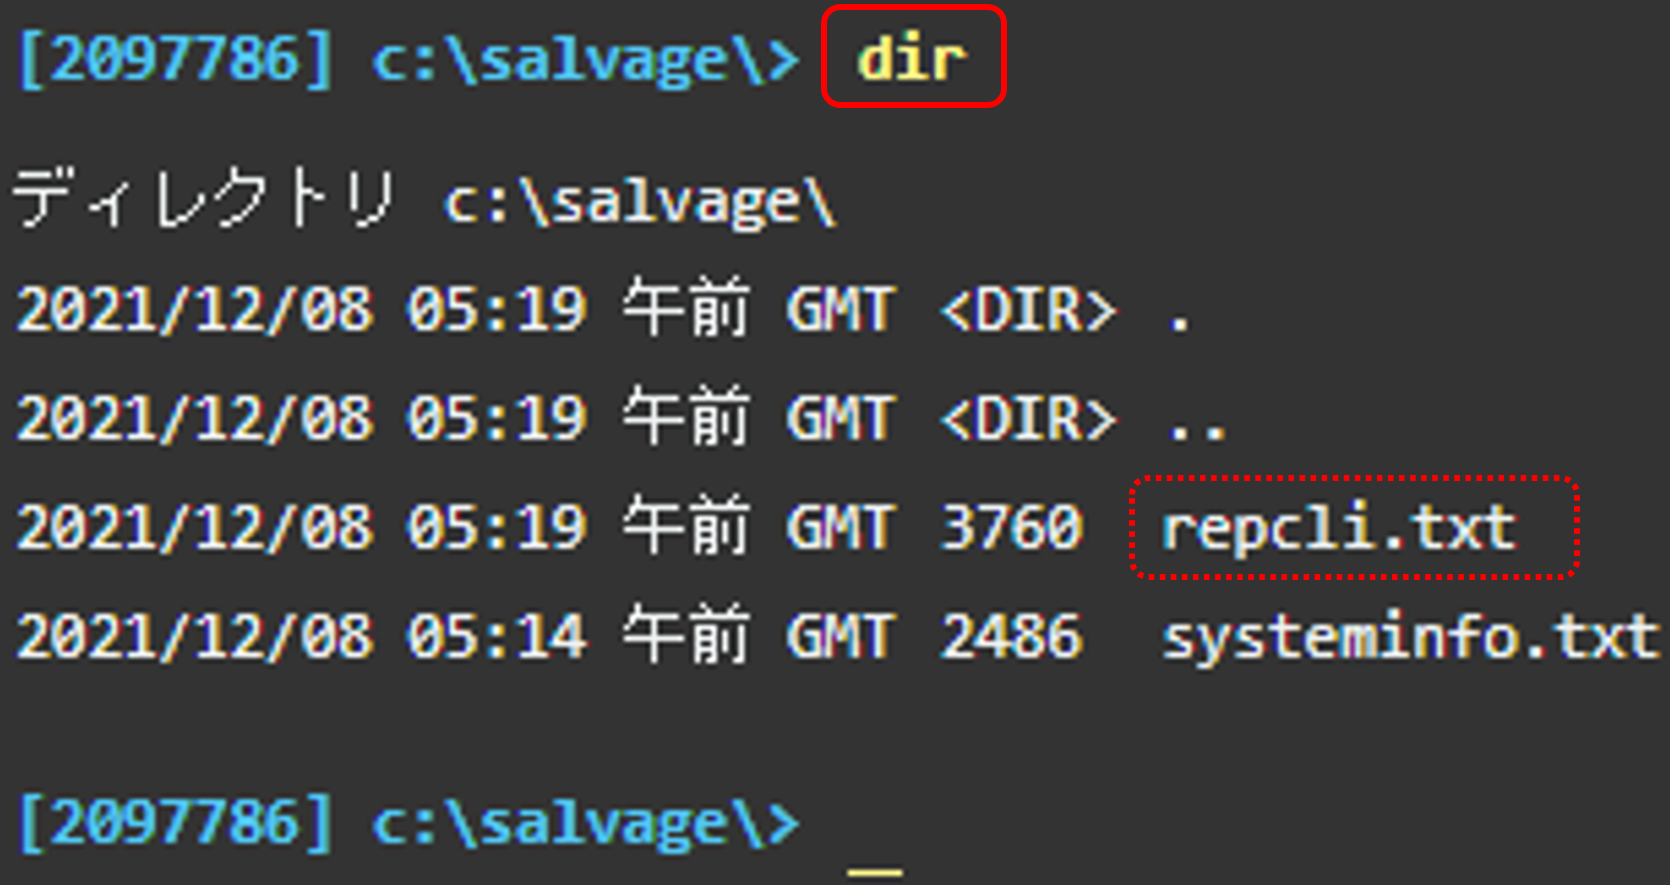 [2097786] c:\salvage\> dir
ディレクトリ c:\salvage\
2021/12/08 05:19 午前 GMT <DIR> .
2021/12/08 05:19 午前 GMT <DIR> ..
2021/12/08 05:19 午前 GMT 3760 repcli.txt
2021/12/08 05:14 午前 GMT 2486 systeminfo.txt
[2097786] c:\salvage\> _